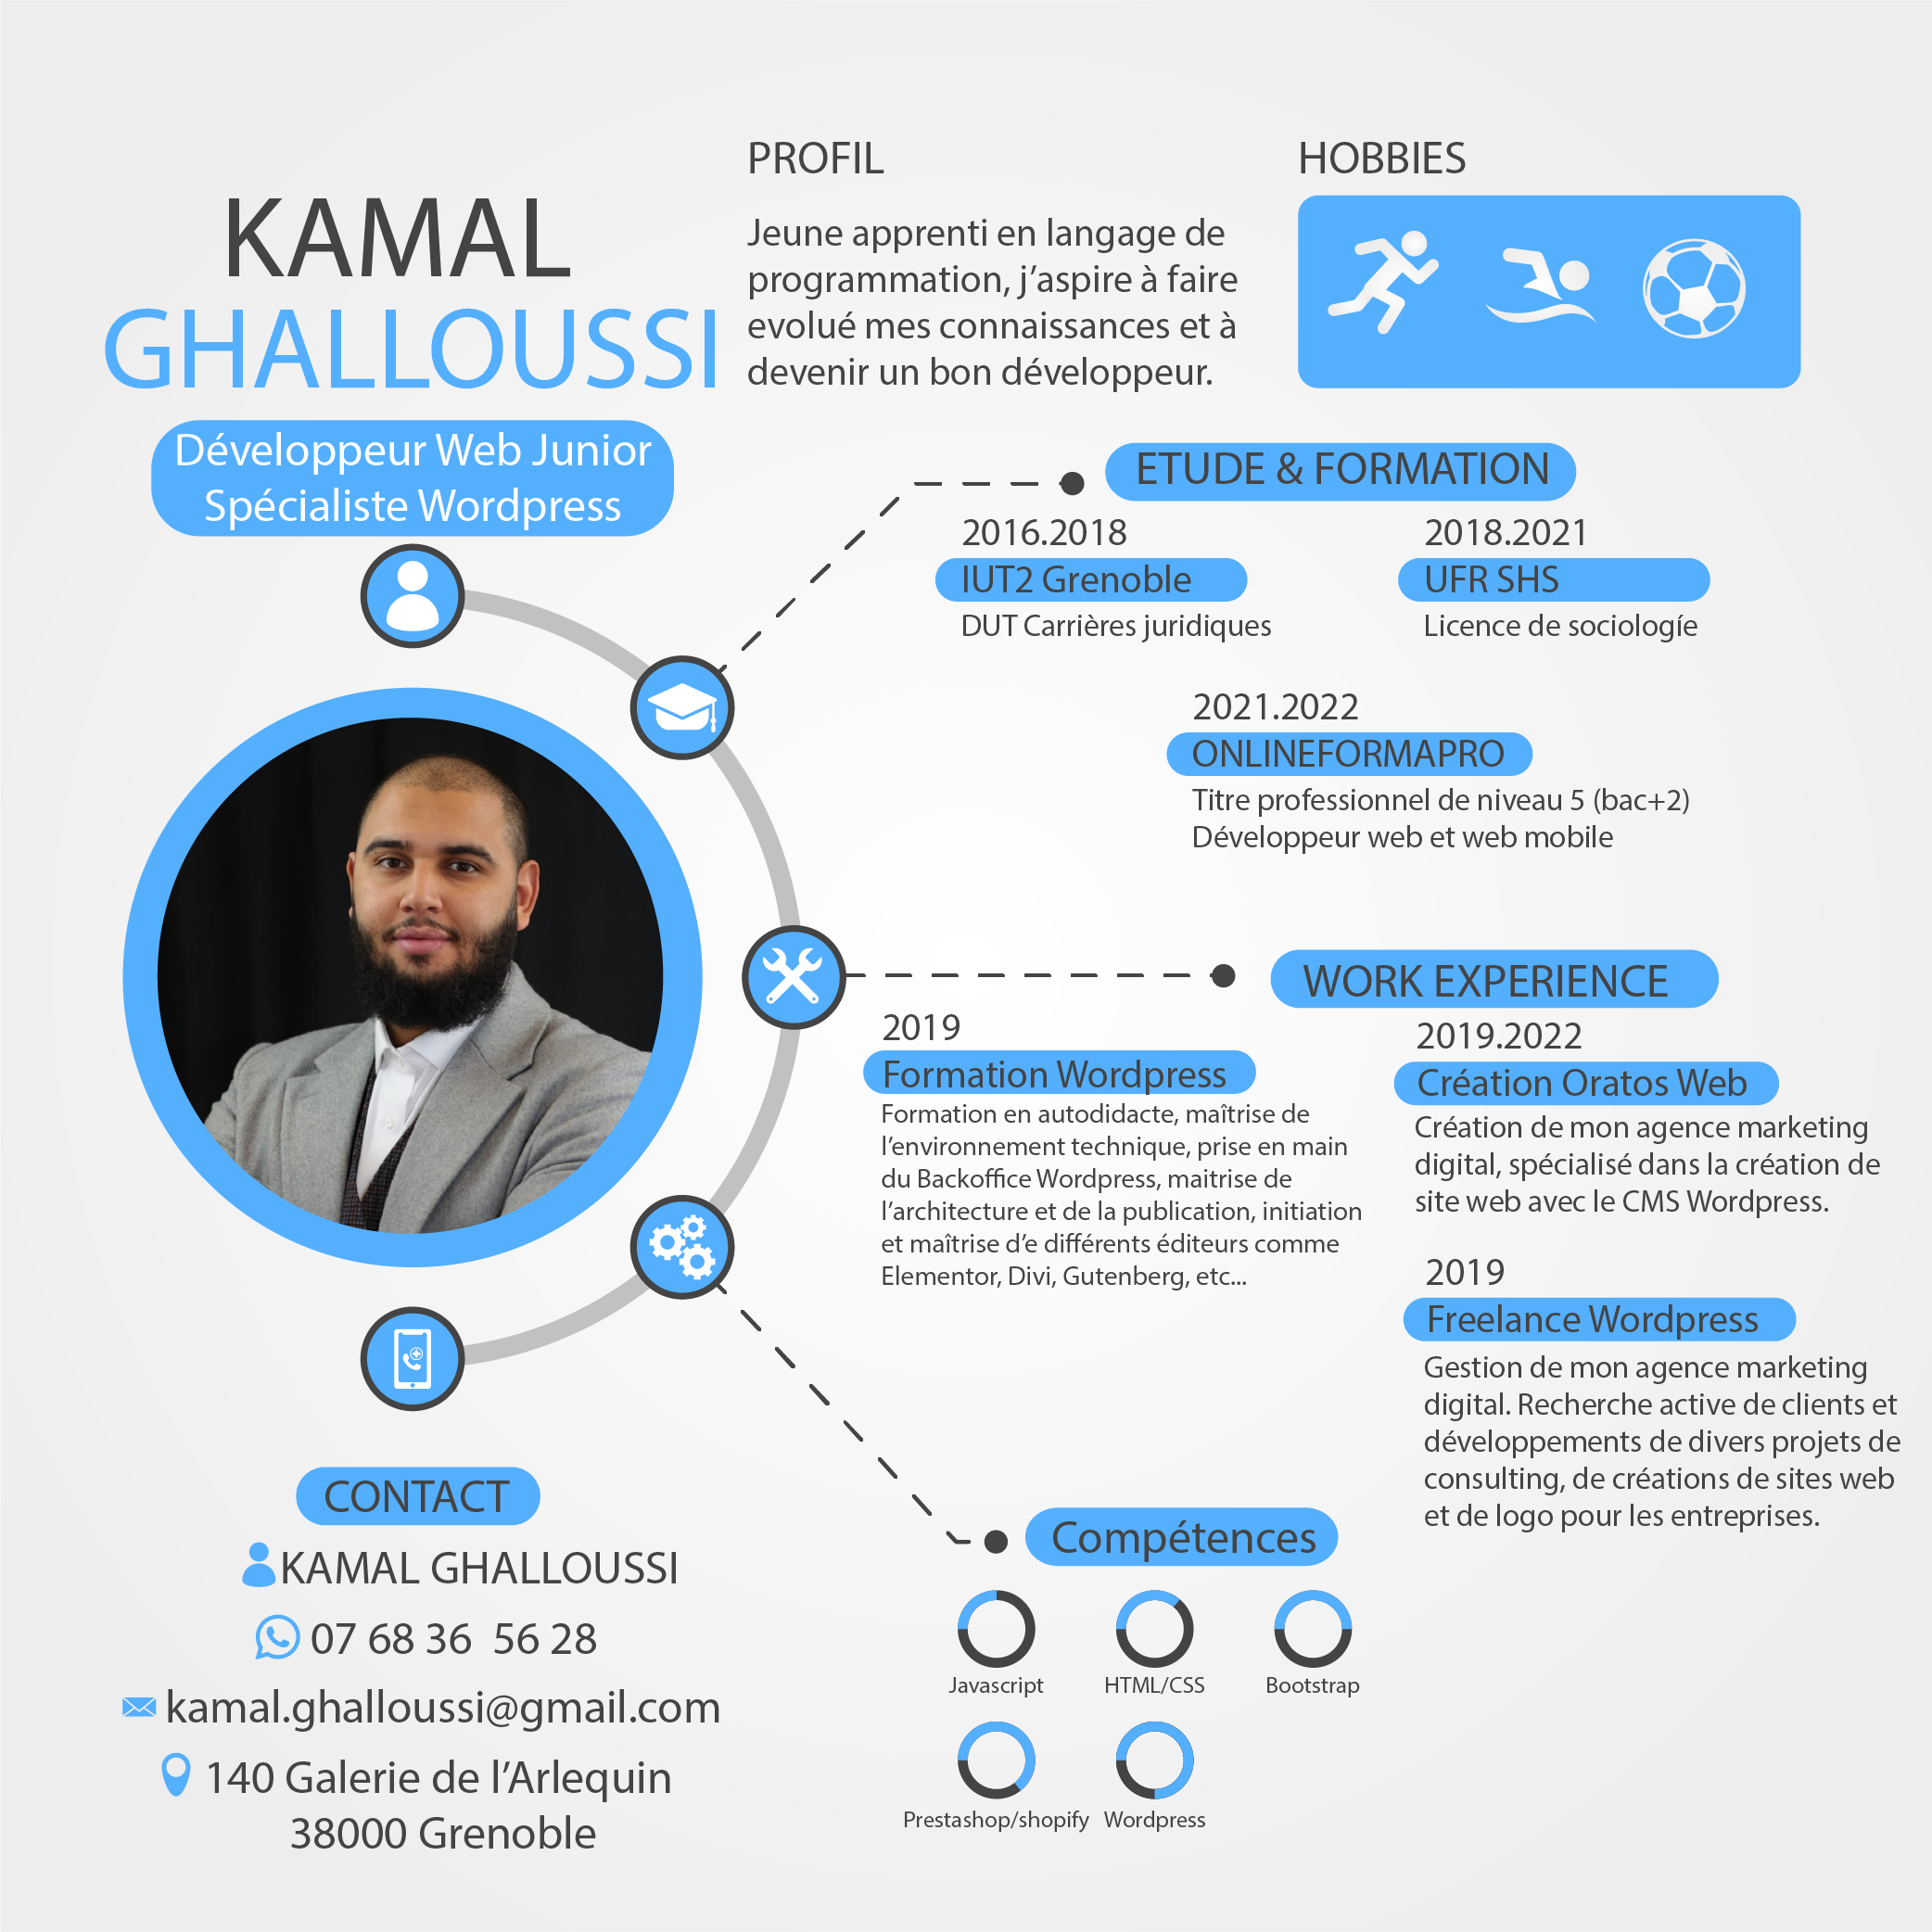 KAMAL
GHALLOUSSI
Développeur Web Junior
Spécialiste Wordpress
PROFIL
Jeune apprenti en langage de
programmation, j’aspire à faire
evolué mes connaissances et à
devenir un bon développeur.
HOBBIES
ETUDE & FORMATION
2016.2018
IUT2 Grenoble
DUT Carrières juridiques
2018.2021
UFR SHS
Licence de sociologíe
2021.2022
ONLINEFORMAPRO
Titre professionnel de niveau 5 (bac+2)
Développeur web et web mobile
WORK EXPERIENCE
2019
Formation Wordpress
Formation en autodidacte, maîtrise de
l’environnement technique, prise en main
du Backoffice Wordpress, maitrise de
l’architecture et de la publication, initiation
et maîtrise d’e différents éditeurs comme
Elementor, Divi, Gutenberg, etc...
2019.2022
Création Oratos Web
Création de mon agence marketing
digital, spécialisé dans la création de
site web avec le CMS Wordpress.
2019
Freelance Wordpress
Gestion de mon agence marketing
digital. Recherche active de clients et
développements de divers projets de
consulting, de créations de sites web
et de logo pour les entreprises.
CONTACT
KAMAL GHALLOUSSI
07 68 36  56 28
kamal.ghalloussi@gmail.com
140 Galerie de l’Arlequin
38000 Grenoble
Compétences
Javascript
HTML/CSS
Bootstrap
Prestashop/shopify
Wordpress